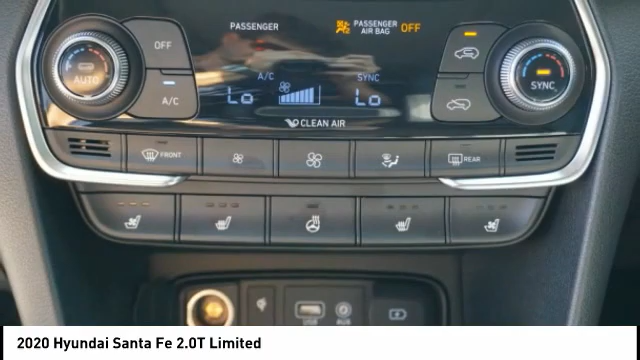 PASSENGER
PASSENGER AIR BAG OFF
OFF
AUTO
A/C
A/C
SYNC
SYNC
Lo
Lo
CLEAN AIR
FRONT
REAR
USB
AUX
2020 Hyundai Santa Fe 2.0T Limited